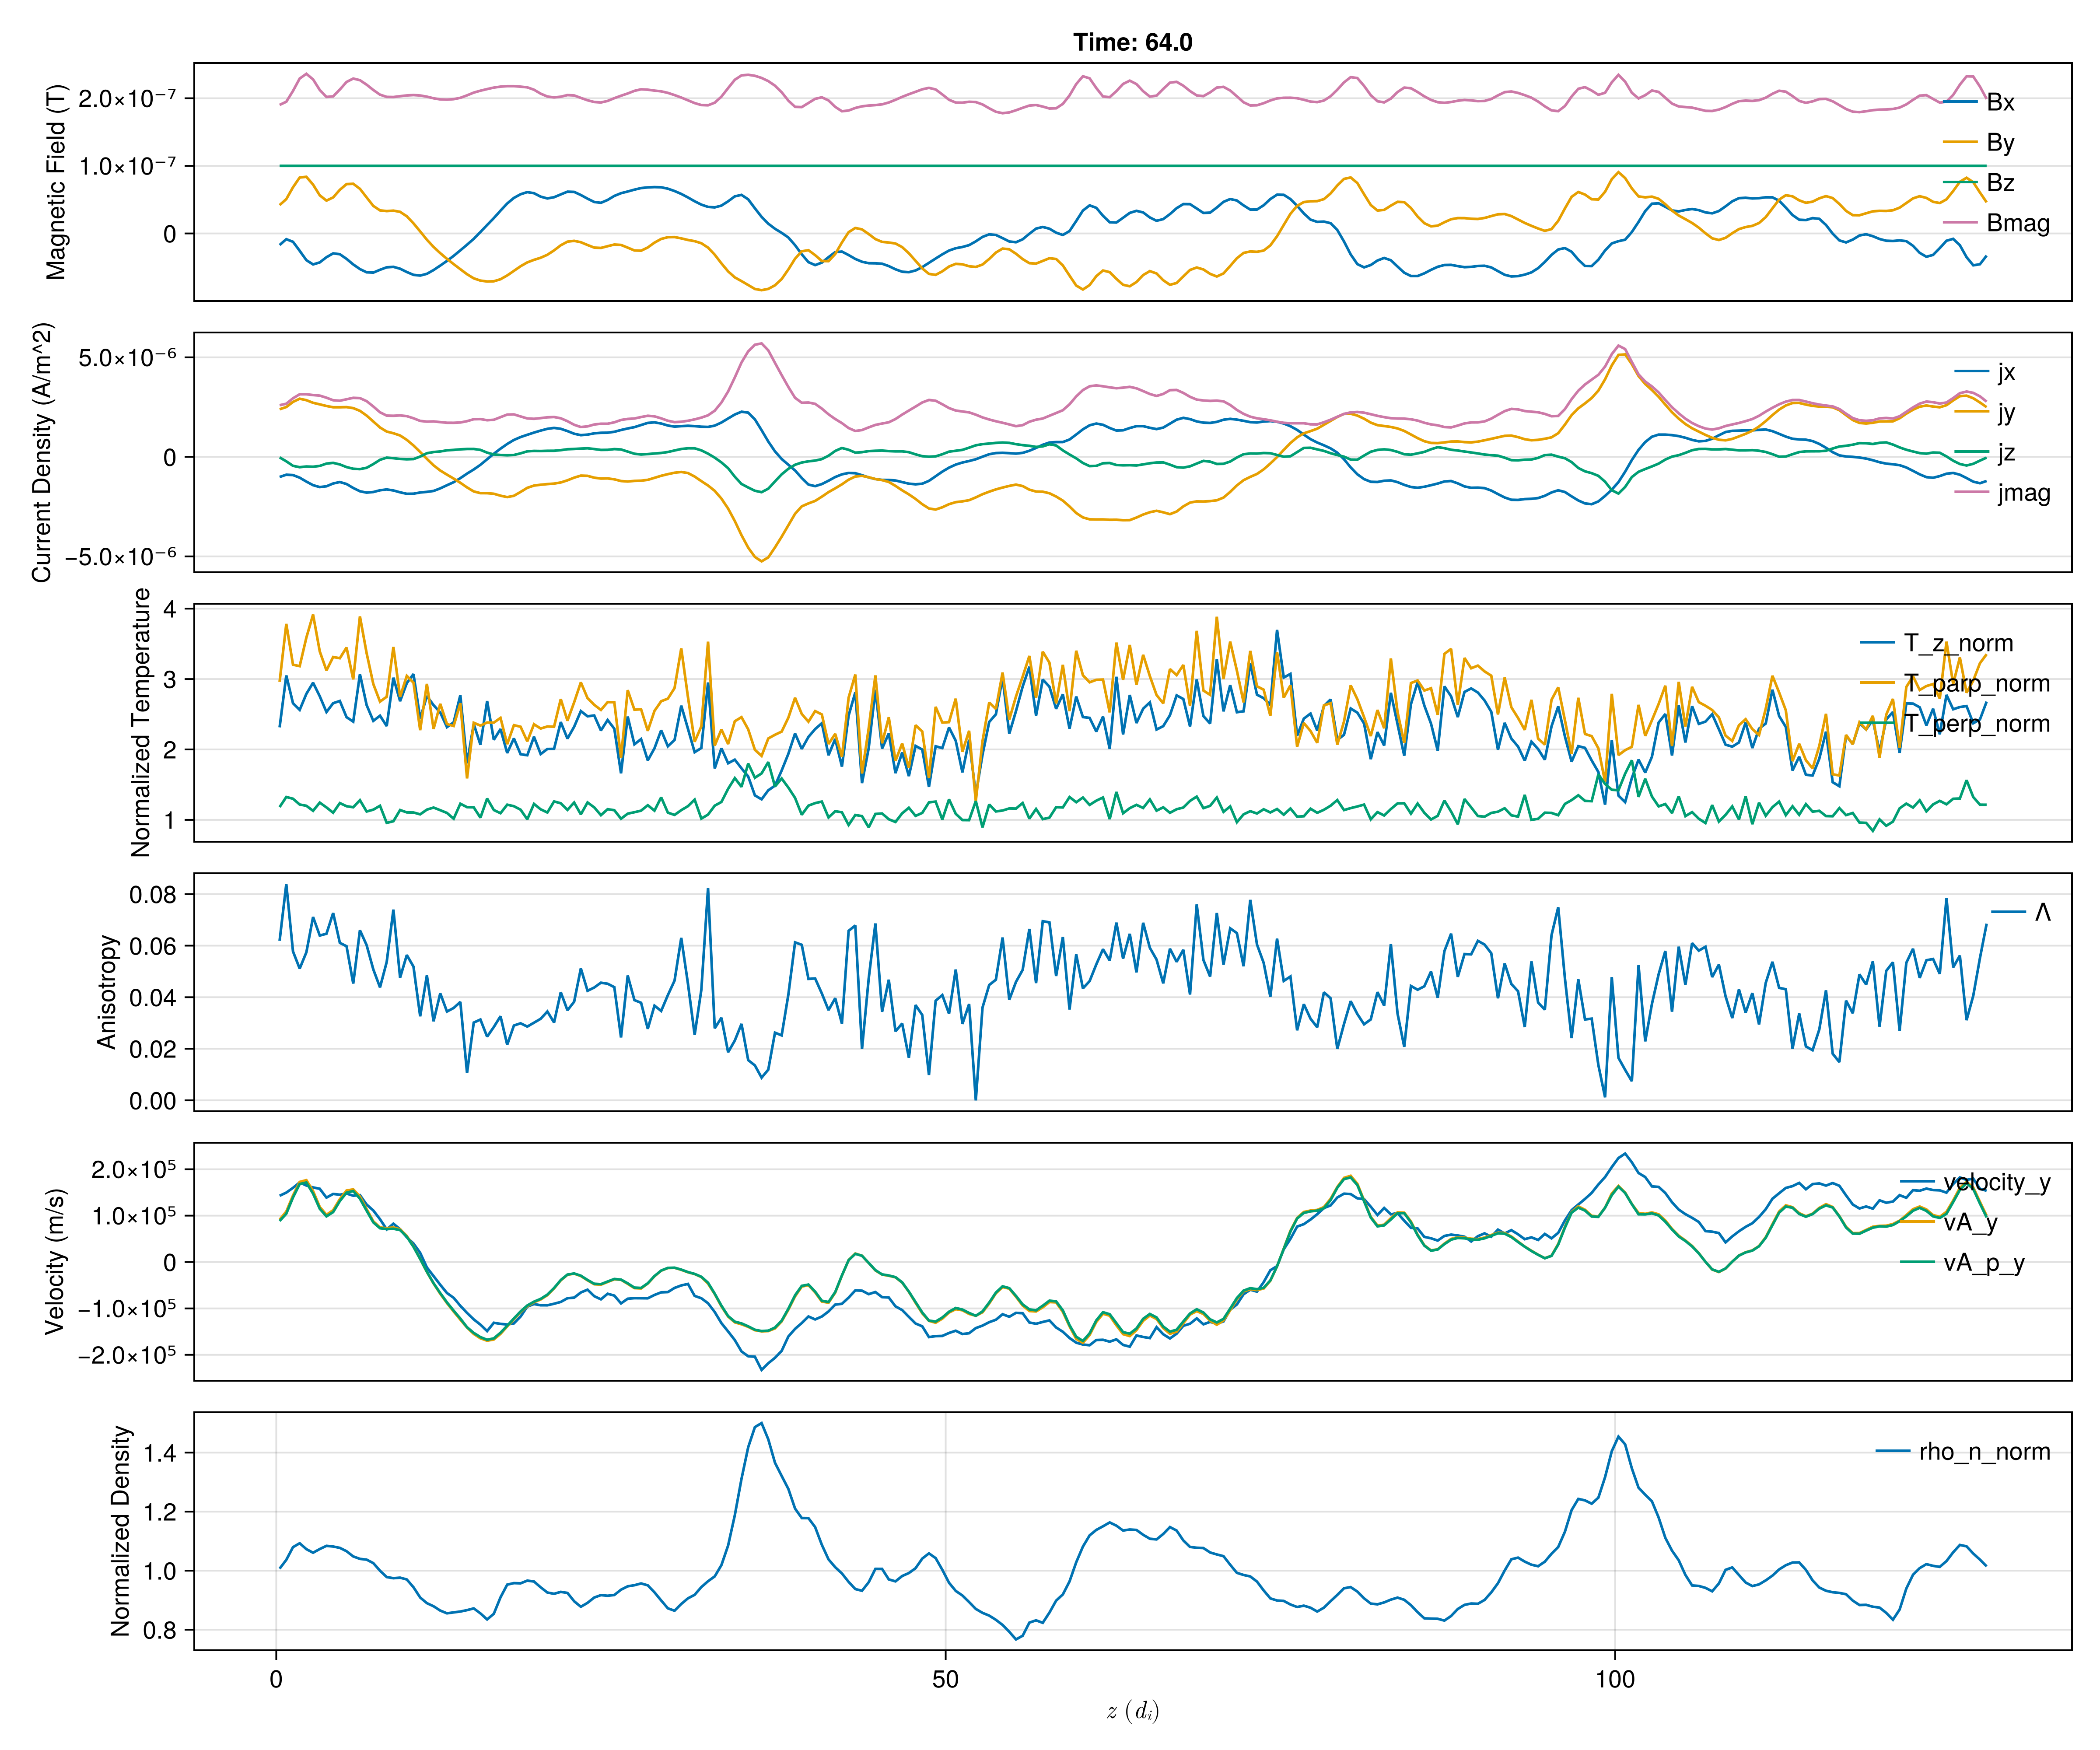 Time: 64.0
Magnetic Field (T)
2.0×10⁻⁷
1.0×10⁻⁷
0
Bx
By
Bz
Bmag
Current Density (A/m^2)
5.0×10⁻⁶
0
−5.0×10⁻⁶
jx
jy
jz
jmag
Normalized Temperature
4
3
2
1
T_z_norm
T_parp_norm
T_perp_norm
Anisotropy
0.08
0.06
0.04
0.02
0.00
Λ
Velocity (m/s)
2.0×10⁵
1.0×10⁵
0
−1.0×10⁵
−2.0×10⁵
velocity_y
vA_y
vA_p_y
Normalized Density
1.4
1.2
1.0
0.8
rho_n_norm
0 50 100
z (dᵢ)